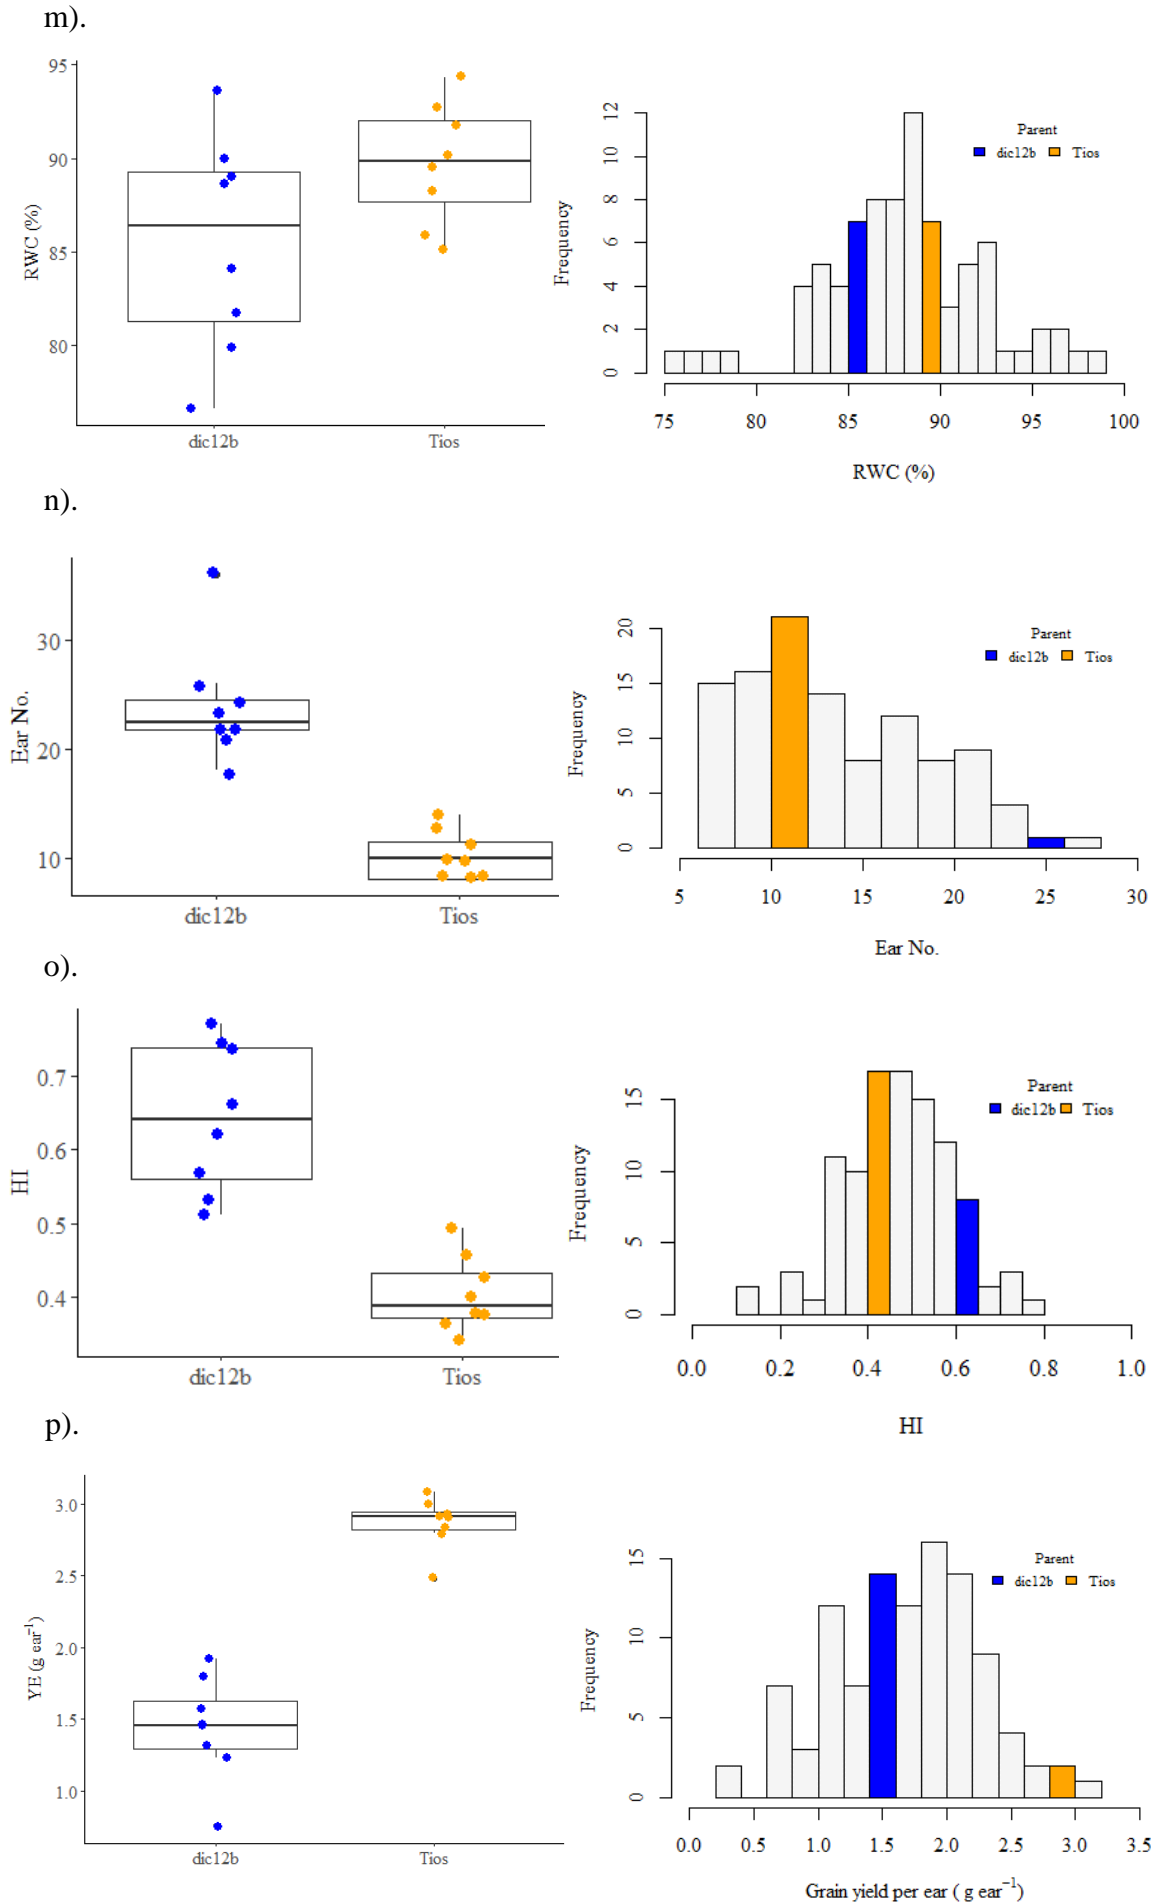 m).
95
90
85
80
RWC (%)
dic12b
Tios
12
10
8
6
4
2
0
Frequency
Parent
dic12b Tios
75 80 85 90 95 100
RWC (%)
n).
30
20
10
Ear No.
dic12b
Tios
20
15
10
5
0
Frequency
Parent
dic12b Tios
5 10 15 20 25 30
Ear No.
o).
0.7
0.6
0.5
0.4
HI
dic12b
Tios
15
10
5
0
Frequency
Parent
dic12b Tios
0.0 0.2 0.4 0.6 0.8 1.0
HI
p).
3.0
2.5
2.0
1.5
1.0
YE (g ear⁻¹)
dic12b
Tios
15
10
5
0
Frequency
Parent
dic12b Tios
0.0 0.5 1.0 1.5 2.0 2.5 3.0 3.5
Grain yield per ear ( g ear⁻¹)